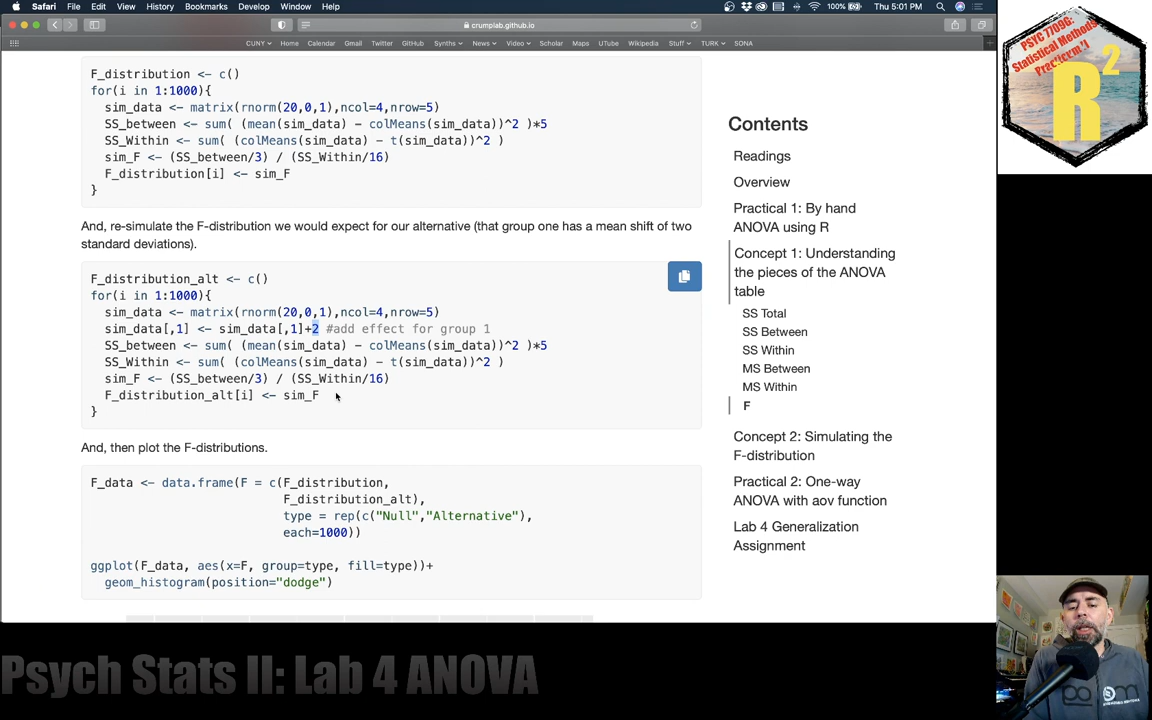 Safari File Edit View History Bookmarks Develop Window Help 100% Thu 5:01 PM
crumplab.github.io
CUNY Home Calendar Gmail Twitter GitHub Synths News Video Scholar Maps UTube Wikipedia Stuff TURK SONA
F_distribution <- c()
for(i in 1:1000){
sim_data <- matrix(rnorm(20,0,1),ncol=4,nrow=5)
SS_between <- sum( (mean(sim_data) - colMeans(sim_data))^2 )*5
SS_Within <- sum( (colMeans(sim_data) - t(sim_data))^2 )
sim_F <- (SS_between/3) / (SS_Within/16)
F_distribution[i] <- sim_F
}
And, re-simulate the F-distribution we would expect for our alternative (that group one has a mean shift of two
standard deviations).
F_distribution_alt <- c()
for(i in 1:1000){
sim_data <- matrix(rnorm(20,0,1),ncol=4,nrow=5)
sim_data[,1] <- sim_data[,1]+2 #add effect for group 1
SS_between <- sum( (mean(sim_data) - colMeans(sim_data))^2 )*5
SS_Within <- sum( (colMeans(sim_data) - t(sim_data))^2 )
sim_F <- (SS_between/3) / (SS_Within/16)
F_distribution_alt[i] <- sim_F
}
And, then plot the F-distributions.
F_data <- data.frame(F = c(F_distribution,
F_distribution_alt),
type = rep(c("Null","Alternative"),
each=1000))
ggplot(F_data, aes(x=F, group=type, fill=type))+
geom_histogram(position="dodge")
Contents
Readings
Overview
Practical 1: By hand
ANOVA using R
Concept 1: Understanding
the pieces of the ANOVA
table
SS Total
SS Between
SS Within
MS Between
MS Within
F
Concept 2: Simulating the
F-distribution
Practical 2: One-way
ANOVA with aov function
Lab 4 Generalization
Assignment
PSYC 7709G:
Statistical Methods
Practicum 1
R2
Psych Stats II: Lab 4 ANOVA